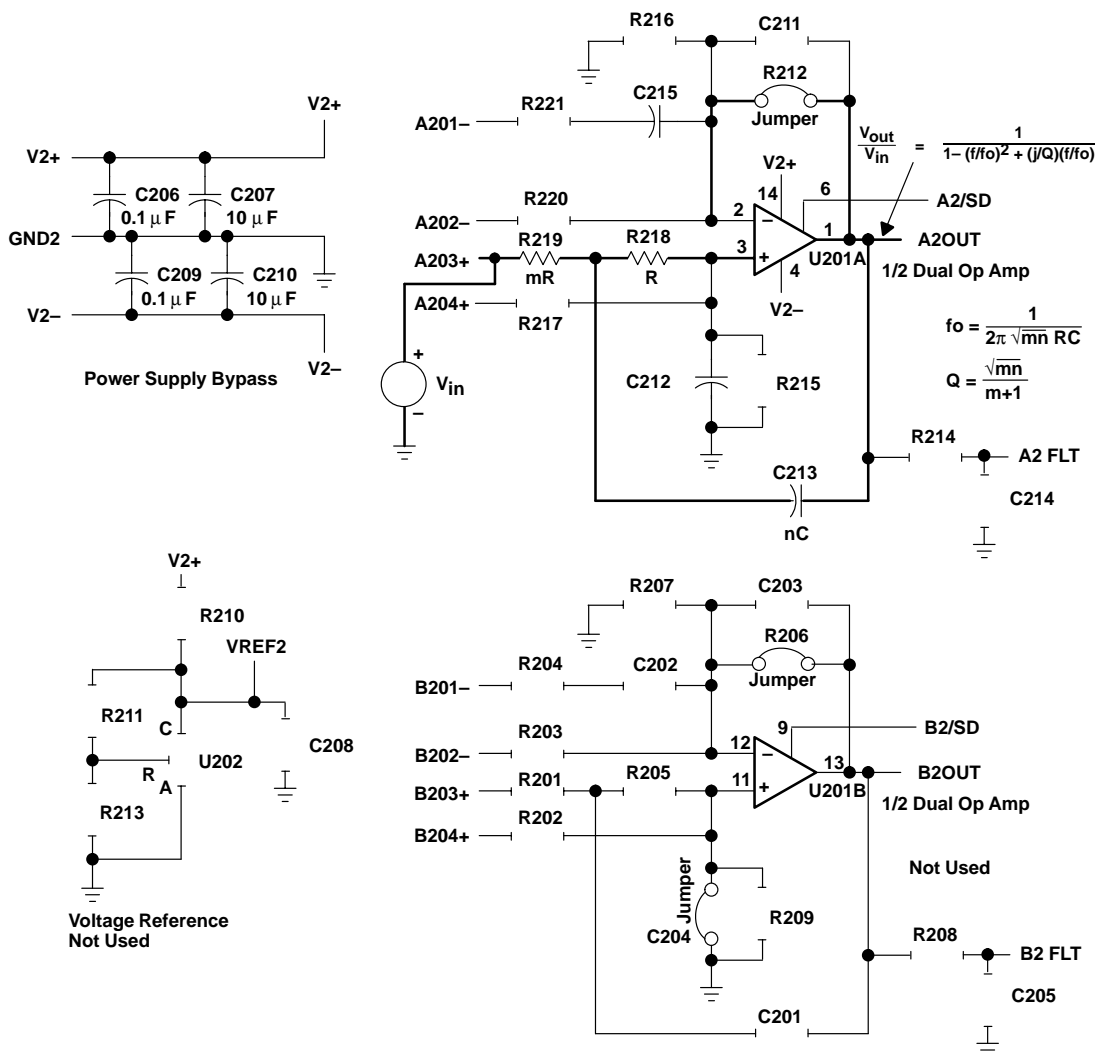 V2+
V2+
C206
0.1 µF
C207
10 µF
GND2
C209
0.1 µF
C210
10 µF
V2–
V2–
Power Supply Bypass
R216
C211
R212
Jumper
C215
R221
A201–
V2+
14
6
A2/SD
R220
A202–
2
–
1
A2OUT
R219
mR
R218
R
A203+
3
+
4
U201A
1/2 Dual Op Amp
A204+
R217
V2–
Vout/Vin = 1/(1– (f/fo)2 + (j/Q)(f/fo))
fo = 1/(2π √mn RC)
Q = √mn/(m+1)
+
Vin
–
C212
R215
R214
A2 FLT
C214
C213
nC
V2+
R210
VREF2
R211
C
U202
R
A
C208
R213
Voltage Reference
Not Used
R207
C203
R206
Jumper
R204
C202
B201–
9
B2/SD
R203
B202–
12
–
13
B2OUT
R201
R205
B203+
11
+
U201B
1/2 Dual Op Amp
R202
B204+
Not Used
Jumper
C204
R209
R208
B2 FLT
C205
C201